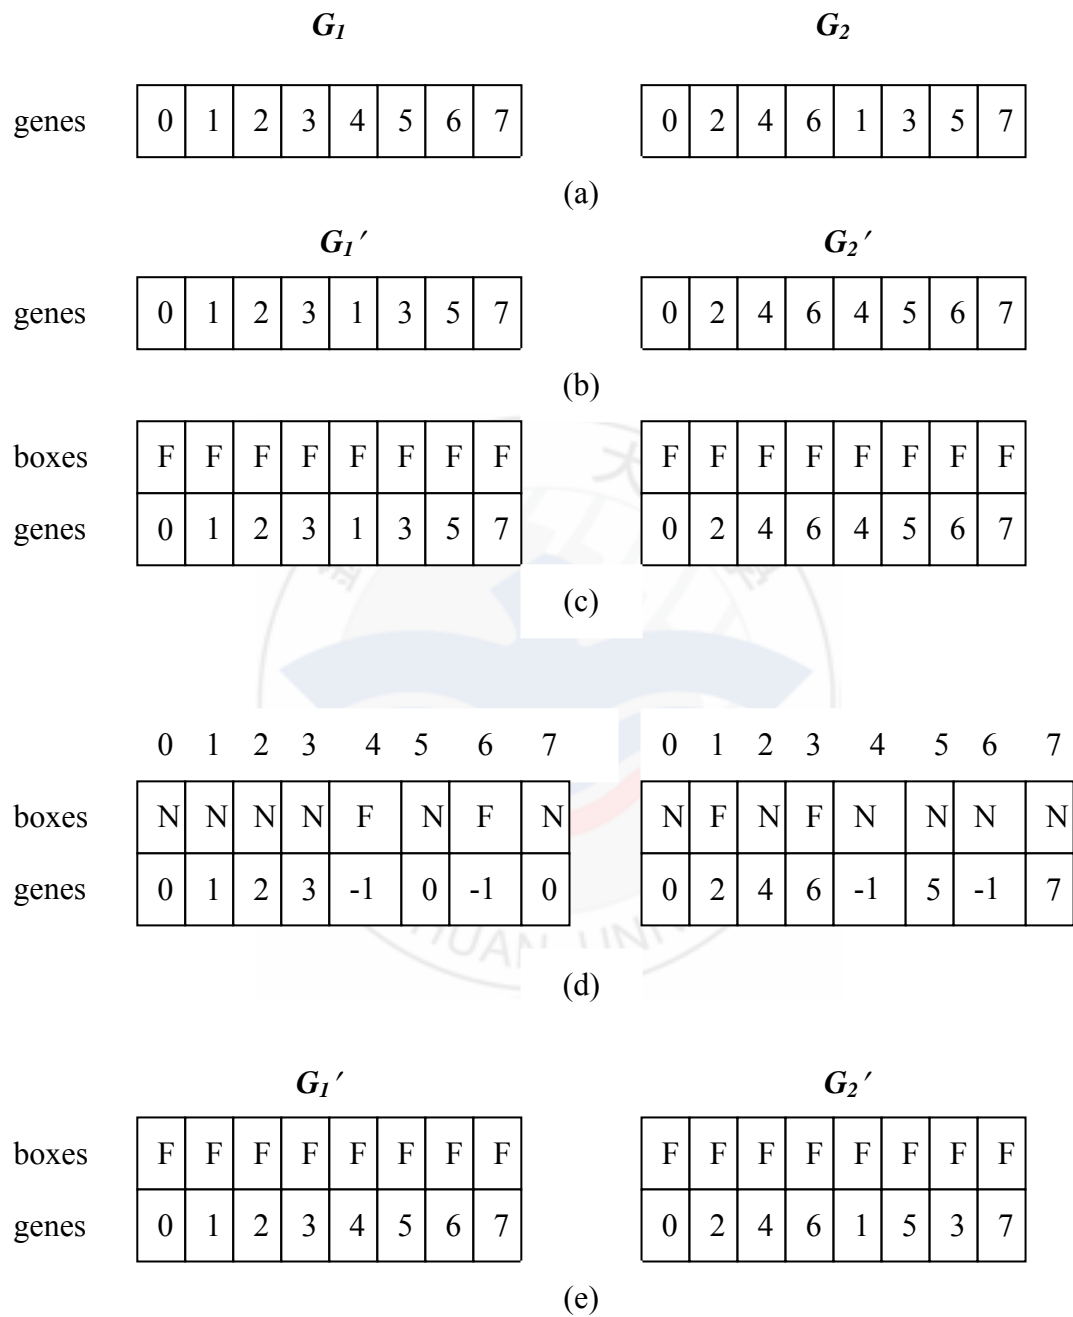 G1 G2
genes 0 1 2 3 4 5 6 7 0 2 4 6 1 3 5 7
(a)
G1′ G2′
genes 0 1 2 3 1 3 5 7 0 2 4 6 4 5 6 7
(b)
boxes F F F F F F F F F F F F F F F F
genes 0 1 2 3 1 3 5 7 0 2 4 6 4 5 6 7
大
(c)
0 1 2 3 4 5 6 7 0 1 2 3 4 5 6 7
boxes N N N N F N F N N F N F N N N N
genes 0 1 2 3 -1 0 -1 0 0 2 4 6 -1 5 -1 7
HUAN UNIV
(d)
G1′ G2′
boxes F F F F F F F F F F F F F F F F
genes 0 1 2 3 4 5 6 7 0 2 4 6 1 5 3 7
(e)